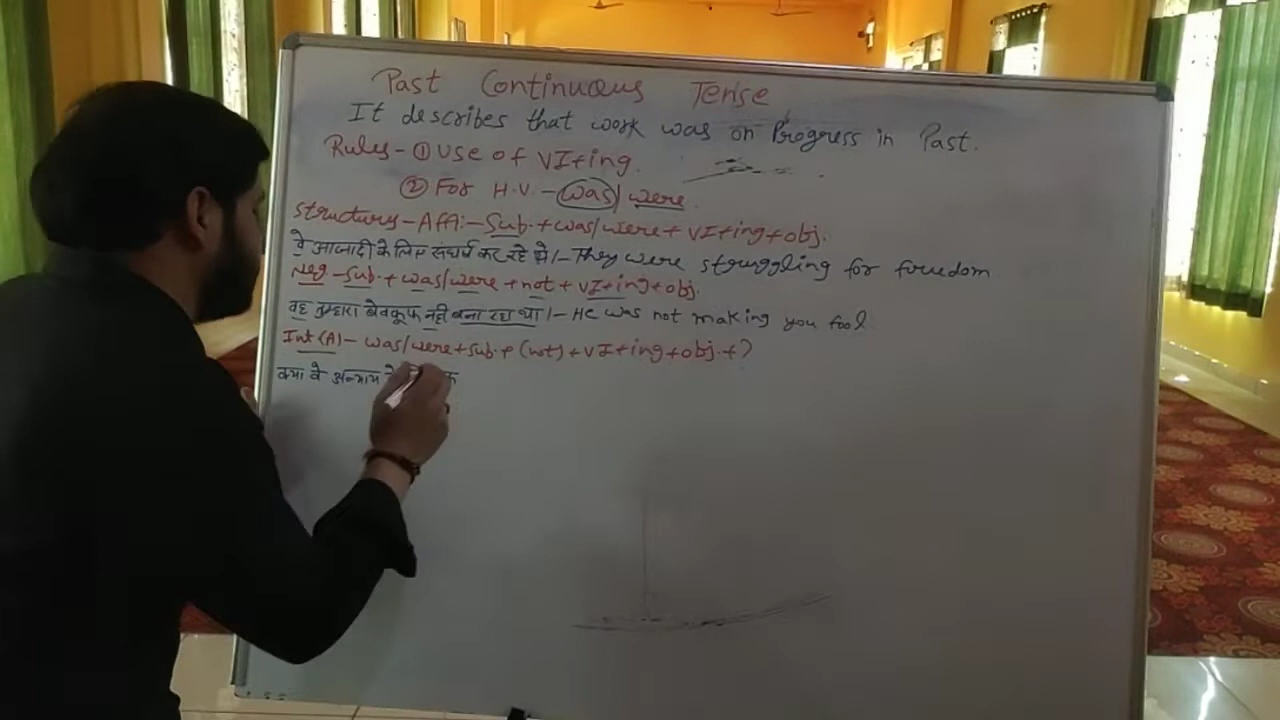 Past Continuous Tense
It describes that work was on Progress in Past.
Rules - ① Use of VI+ing.
② For H.V. - was/were.
Structure - Aff:- Sub. + was/were + VI+ing + obj.
वे आजादी के लिए संघर्ष कर रहे थे।- They were struggling for freedom
Neg - Sub. + was/were + not + VI+ing + obj.
वह तुम्हारा बेवकूफ नही बना रहा था।- He was not making you fool.
Int (A) - was/were + Sub. + (not) + VI+ing + obj. + ?
क्या वे अन्याय के